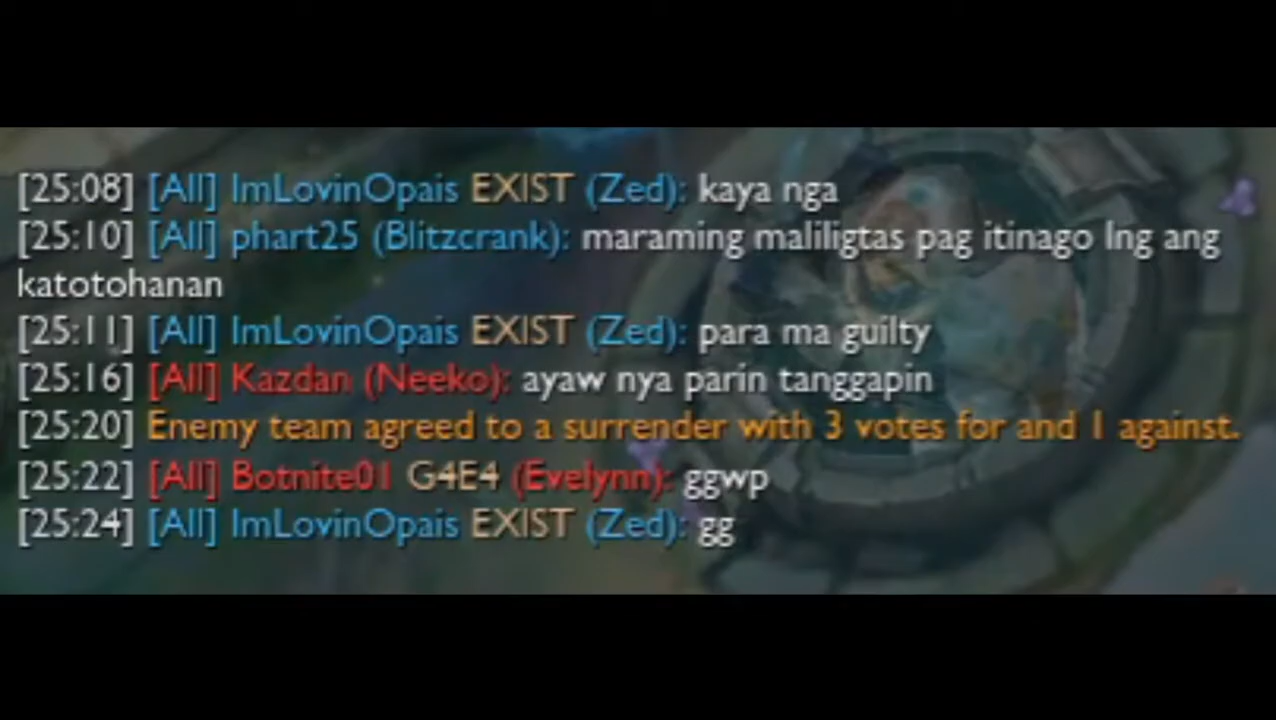 [25:08] [All] ImLovinOpais EXIST (Zed): kaya nga
[25:10] [All] phart25 (Blitzcrank): maraming maliligtas pag itinago lng ang
katotohanan
[25:11] [All] ImLovinOpais EXIST (Zed): para ma guilty
[25:16] [All] Kazdan (Neeko): ayaw nya parin tanggapin
[25:20] Enemy team agreed to a surrender with 3 votes for and 1 against.
[25:22] [All] Botnite01 G4E4 (Evelynn): ggwp
[25:24] [All] ImLovinOpais EXIST (Zed): gg